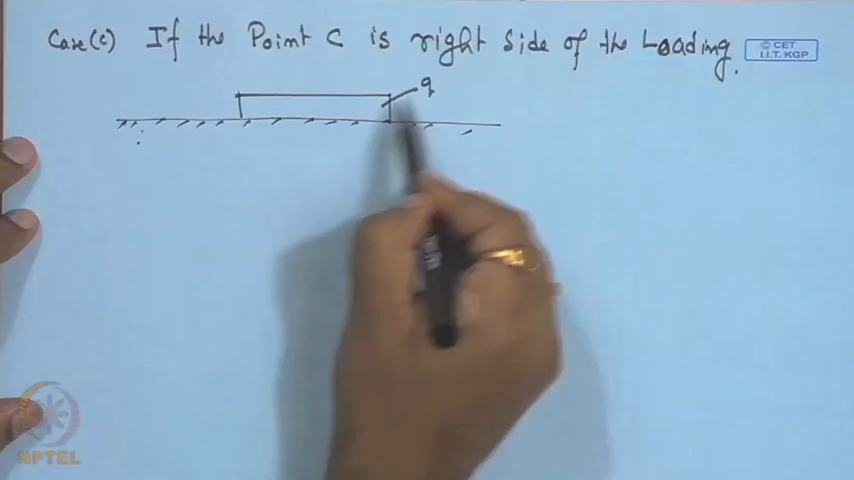 Case(c) If the Point C is right side of the Loading.
© CET
I.I.T. KGP
q
NPTEL